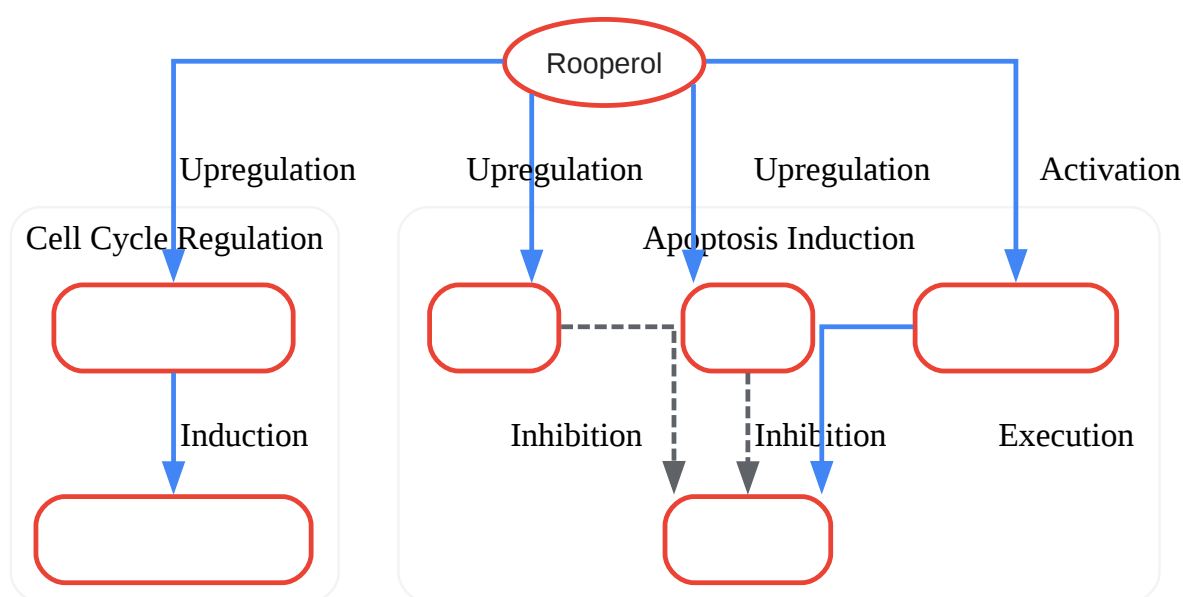 Rooperol
Upregulation
Upregulation
Upregulation
Activation
Cell Cycle Regulation
Apoptosis Induction
Induction
Inhibition
Inhibition
Execution